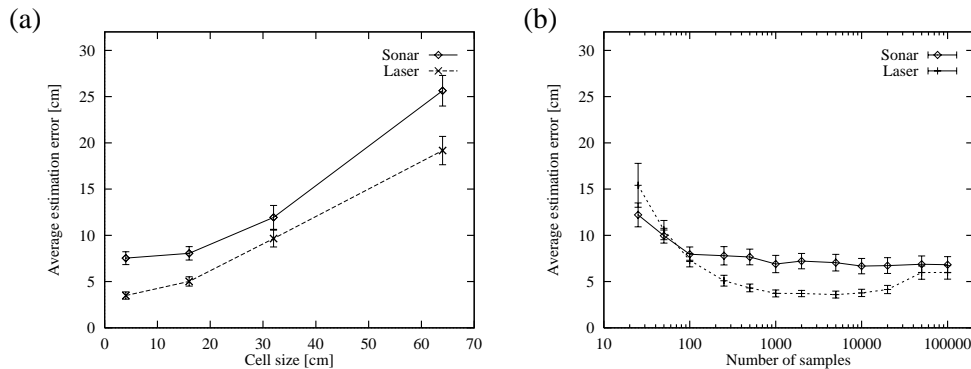 (a)
Average estimation error [cm]
30
25
20
15
10
5
0
Sonar
Laser
0 10 20 30 40 50 60 70
Cell size [cm]
(b)
Average estimation error [cm]
30
25
20
15
10
5
0
Sonar
Laser
10 100 1000 10000 100000
Number of samples